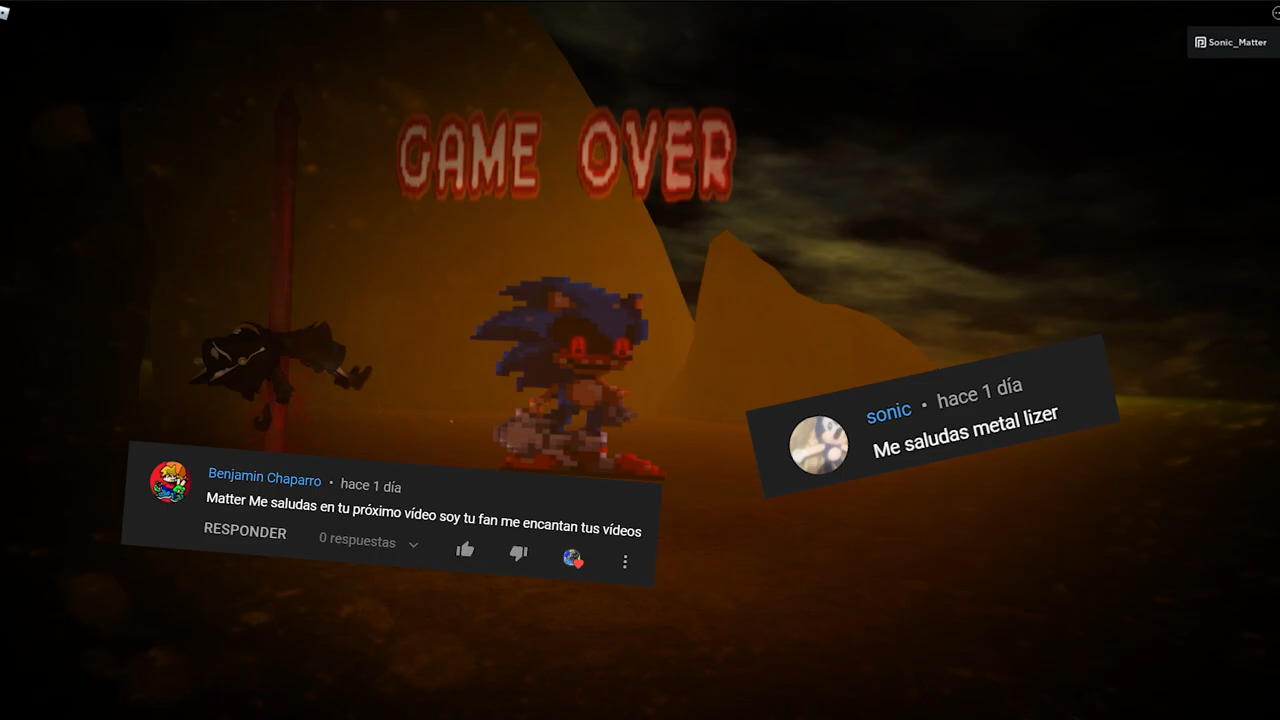 Sonic_Matter
GAME OVER
sonic • hace 1 día
Me saludas metal lizer
Benjamin Chaparro • hace 1 día
Matter Me saludas en tu próximo vídeo soy tu fan me encantan tus vídeos
RESPONDER 0 respuestas